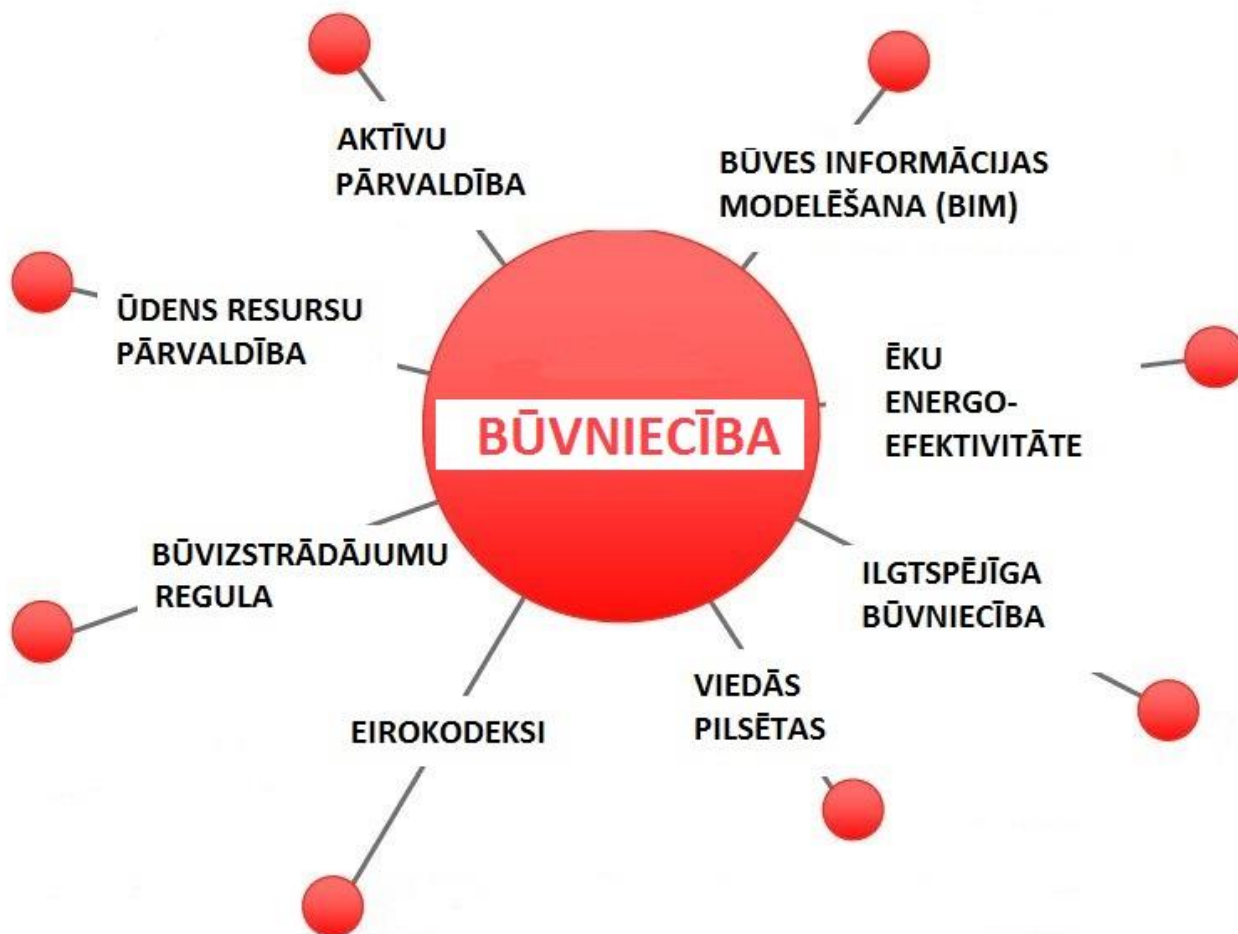 AKTĪVU
PĀRVALDĪBA
BŪVES INFORMĀCIJAS
MODELĒŠANA (BIM)
ŪDENS RESURSU
PĀRVALDĪBA
ĒKU
ENERGO-
EFEKTIVITĀTE
BŪVNIECĪBA
BŪVIZSTRĀDĀJUMU
REGULA
ILGTSPĒJĪGA
BŪVNIECĪBA
EIROKODEKSI
VIEDĀS
PILSĒTAS